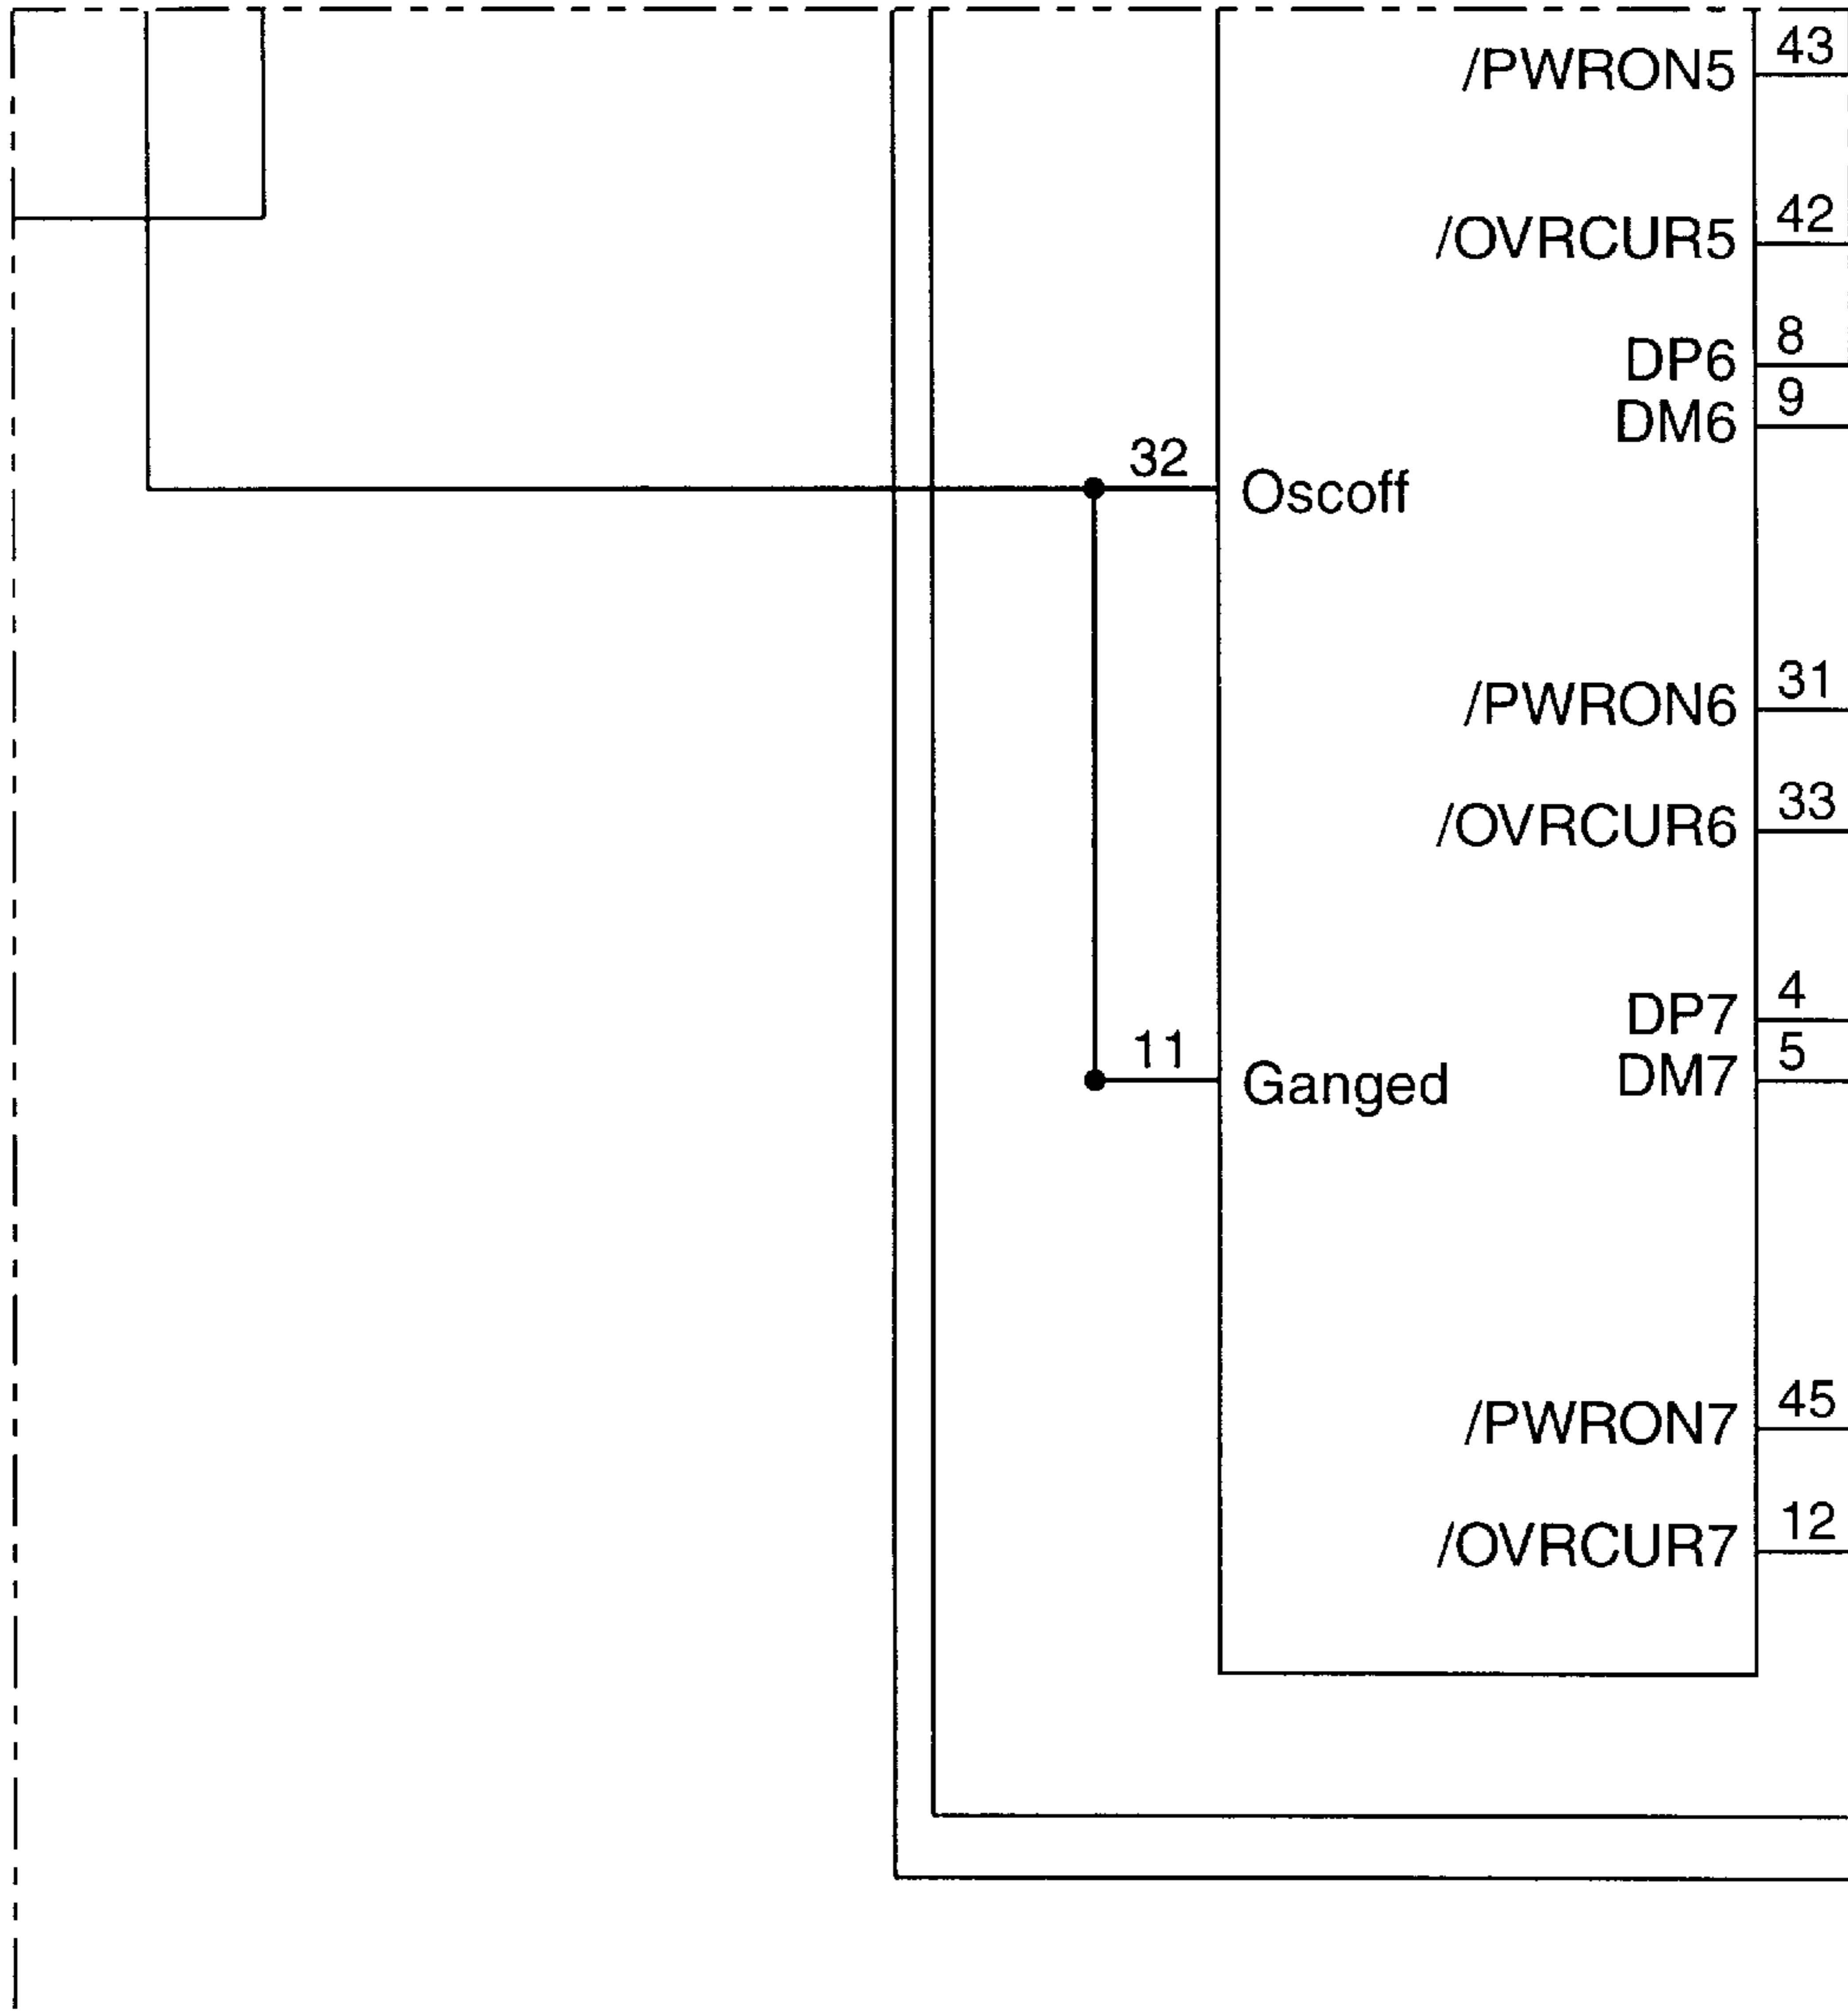 43
/PWRON5
42
/OVRCUR5
8
DP6
9
DM6
32
Oscoff
31
/PWRON6
33
/OVRCUR6
4
DP7
11
5
Ganged
DM7
45
/PWRON7
12
/OVRCUR7